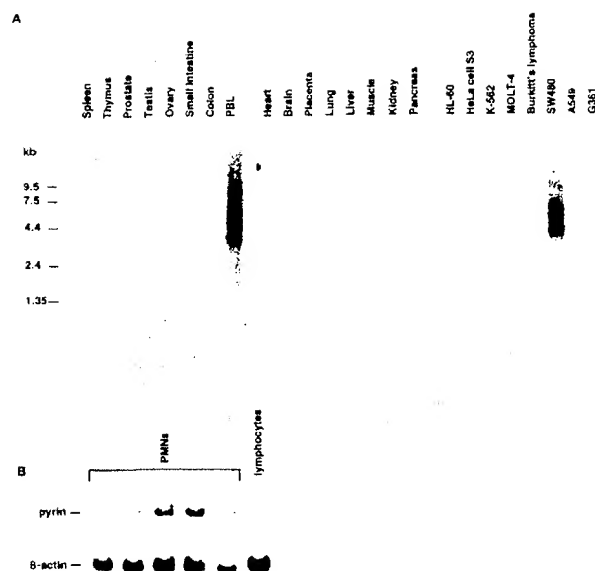 A
Spleen
Thymus
Prostate
Testis
Ovary
Small intestine
Colon
PBL
Heart
Brain
Placenta
Lung
Liver
Muscle
Kidney
Pancreas
HL-60
HeLa cell S3
K-562
MOLT-4
Burkitt's lymphoma
SW480
A549
G361
kb
9.5
7.5
4.4
2.4
1.35
B
PMNs
lymphocytes
pyrin
β-actin